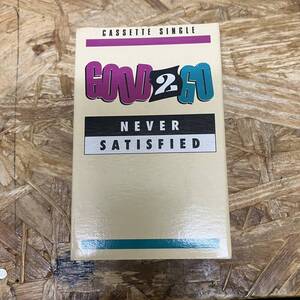 CASSETTE SINGLE
GOOD 2 GO
NEVER
SATISFIED